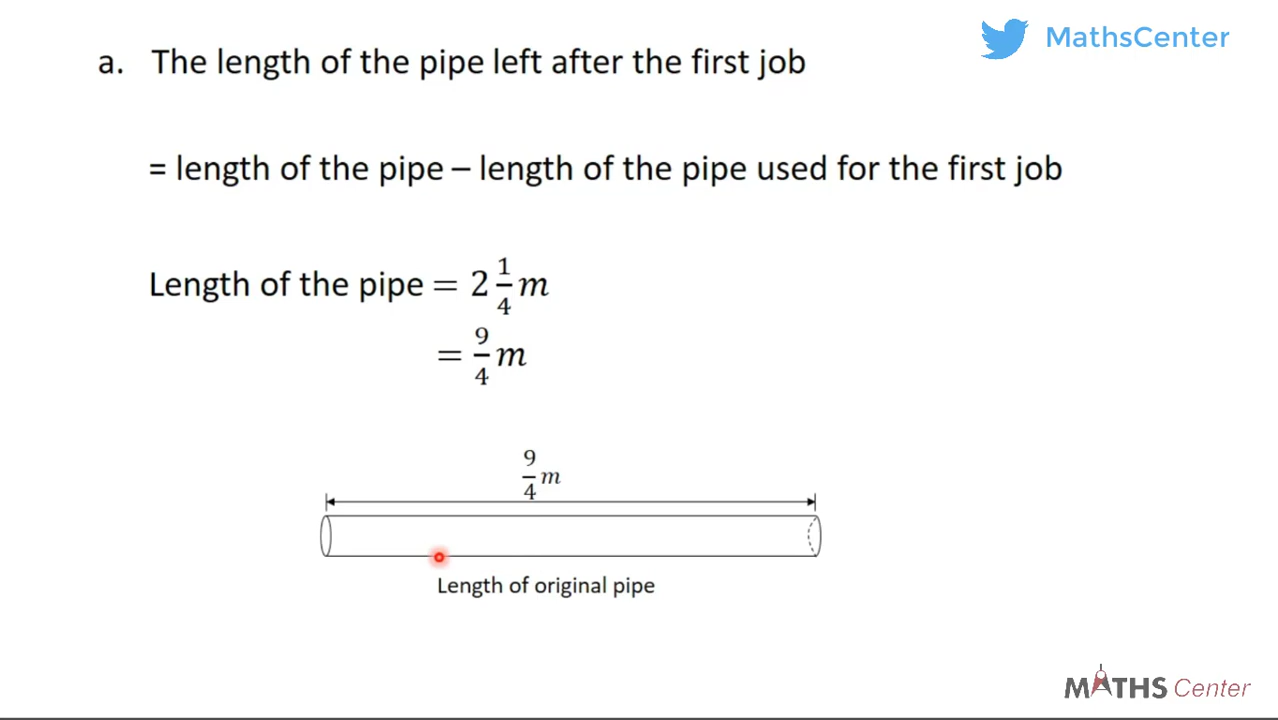 MathsCenter
a. The length of the pipe left after the first job
= length of the pipe – length of the pipe used for the first job
Length of the pipe = 2 1/4 m
= 9/4 m
9/4 m
Length of original pipe
MATHS Center